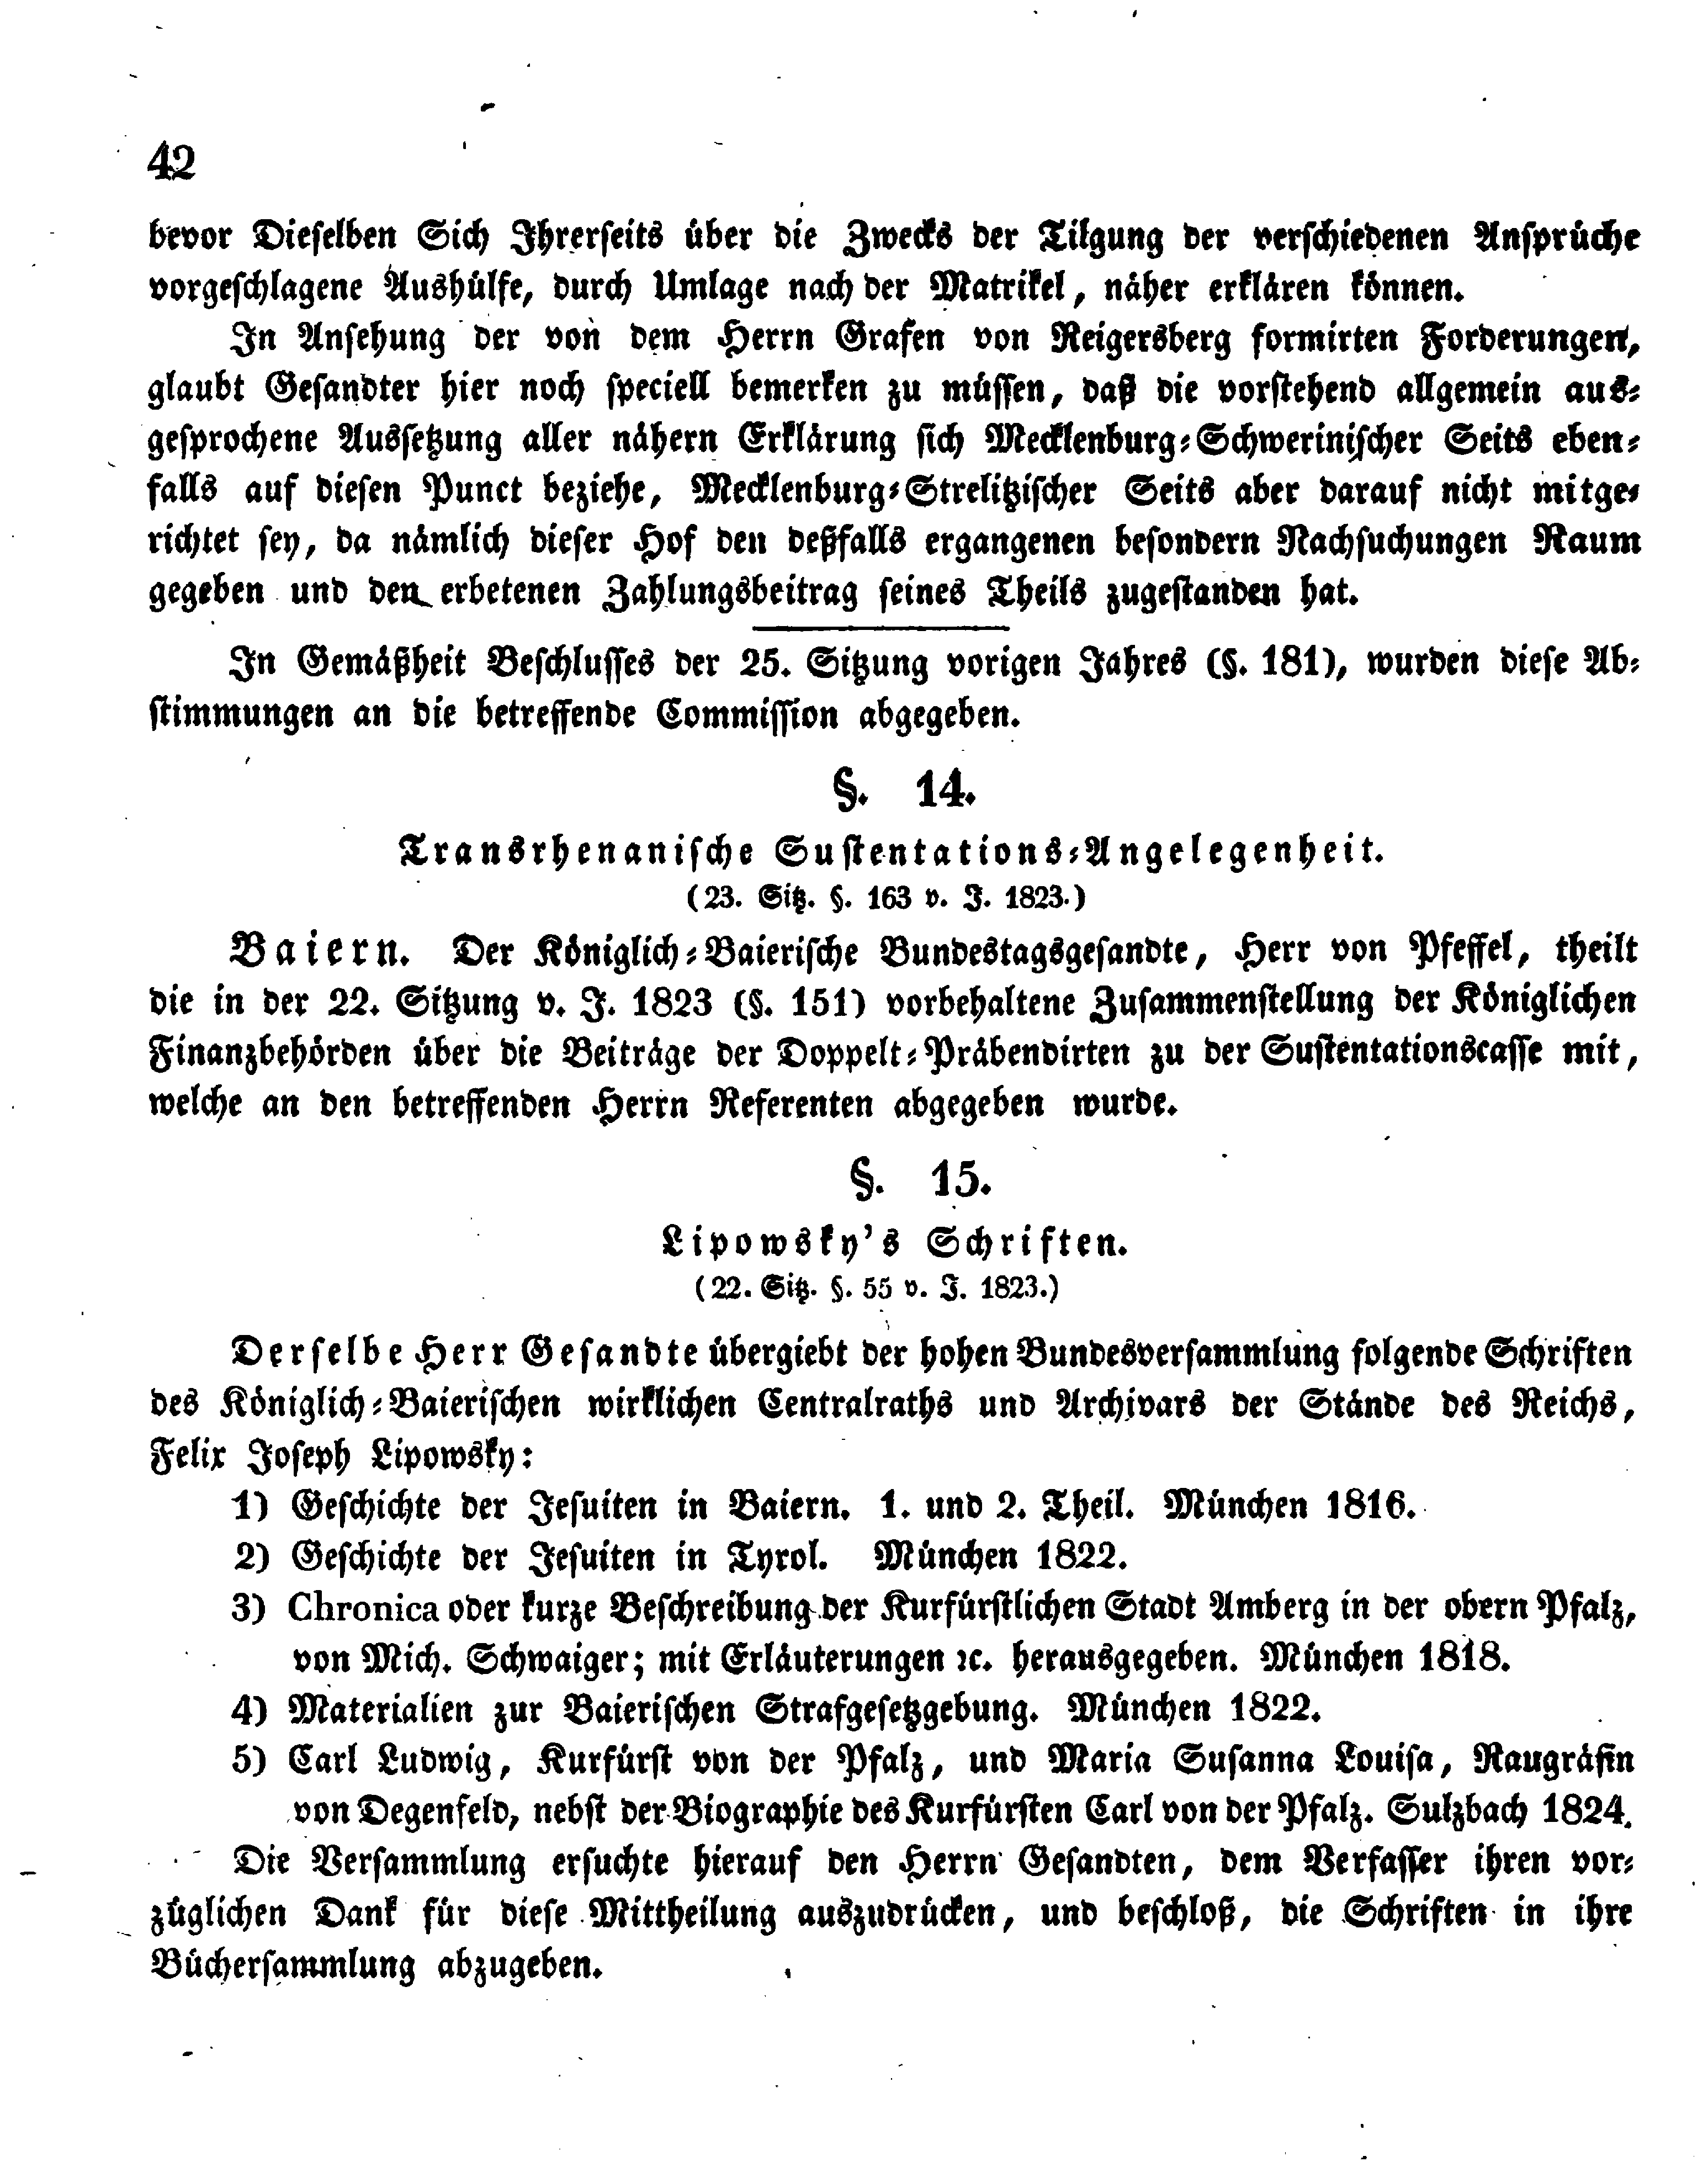 42
bevor Dieselben Sich Ihrerseits über die Zwecks der Tilgung der verschiedenen Ansprüche
vorgeschlagene Aushülfe, durch Umlage nach der Matrikel, näher erklären können.
In Ansehung der von dem Herrn Grafen von Reigersberg formirten Forderungen,
glaubt Gesandter hier noch speciell bemerken zu müssen, daß die vorstehend allgemein aus-
gesprochene Aussetzung aller nähern Erklärung sich Mecklenburg-Schwerinischer Seits eben-
falls auf diesen Punct beziehe, Mecklenburg-Strelitzischer Seits aber darauf nicht mitge-
richtet sey, da nämlich dieser Hof den deßfalls ergangenen besondern Nachsuchungen Raum
gegeben und den erbetenen Zahlungsbeitrag seines Theils zugestanden hat.
In Gemäßheit Beschlusses der 25. Sitzung vorigen Jahres (§. 181), wurden diese Ab-
stimmungen an die betreffende Commission abgegeben.
§. 14.
Transrhenanische Sustentations-Angelegenheit.
(23. Sitz. §. 163 v. J. 1823.)
Baiern. Der Königlich-Baierische Bundestagsgesandte, Herr von Pfeffel, theilt
die in der 22. Sitzung v. J. 1823 (§. 151) vorbehaltene Zusammenstellung der Königlichen
Finanzbehörden über die Beiträge der Doppelt-Präbendirten zu der Sustentationscasse mit,
welche an den betreffenden Herrn Referenten abgegeben wurde.
§. 15.
Lipowsky's Schriften.
(22. Sitz. §. 55 v. J. 1823.)
Derselbe Herr Gesandte übergiebt der hohen Bundesversammlung folgende Schriften
des Königlich-Baierischen wirklichen Centralraths und Archivars der Stände des Reichs,
Felix Joseph Lipowsky:
1) Geschichte der Jesuiten in Baiern. 1. und 2. Theil. München 1816.
2) Geschichte der Jesuiten in Tyrol. München 1822.
3) Chronica oder kurze Beschreibung der Kurfürstlichen Stadt Amberg in der obern Pfalz,
von Mich. Schwaiger; mit Erläuterungen ꝛc. herausgegeben. München 1818.
4) Materialien zur Baierischen Strafgesetzgebung. München 1822.
5) Carl Ludwig, Kurfürst von der Pfalz, und Maria Susanna Louisa, Raugräfin
von Degenfeld, nebst der Biographie des Kurfürsten Carl von der Pfalz. Sulzbach 1824.
Die Versammlung ersuchte hierauf den Herrn Gesandten, dem Verfasser ihren vor-
züglichen Dank für diese Mittheilung auszudrücken, und beschloß, die Schriften in ihre
Büchersammlung abzugeben.